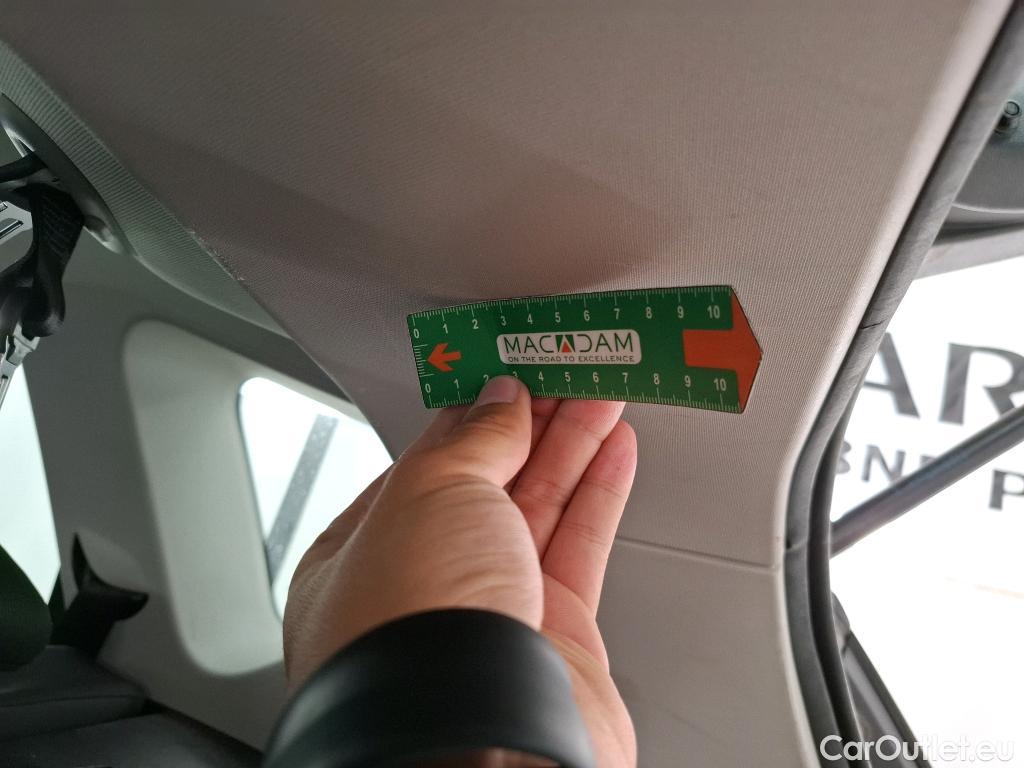 0 1 2 3 4 5 6 7 8 9 10
MACADAM
ON THE ROAD TO EXCELLENCE
0 1 2 3 4 5 6 7 8 9 10
AR
BNE P
CarOutlet.eu